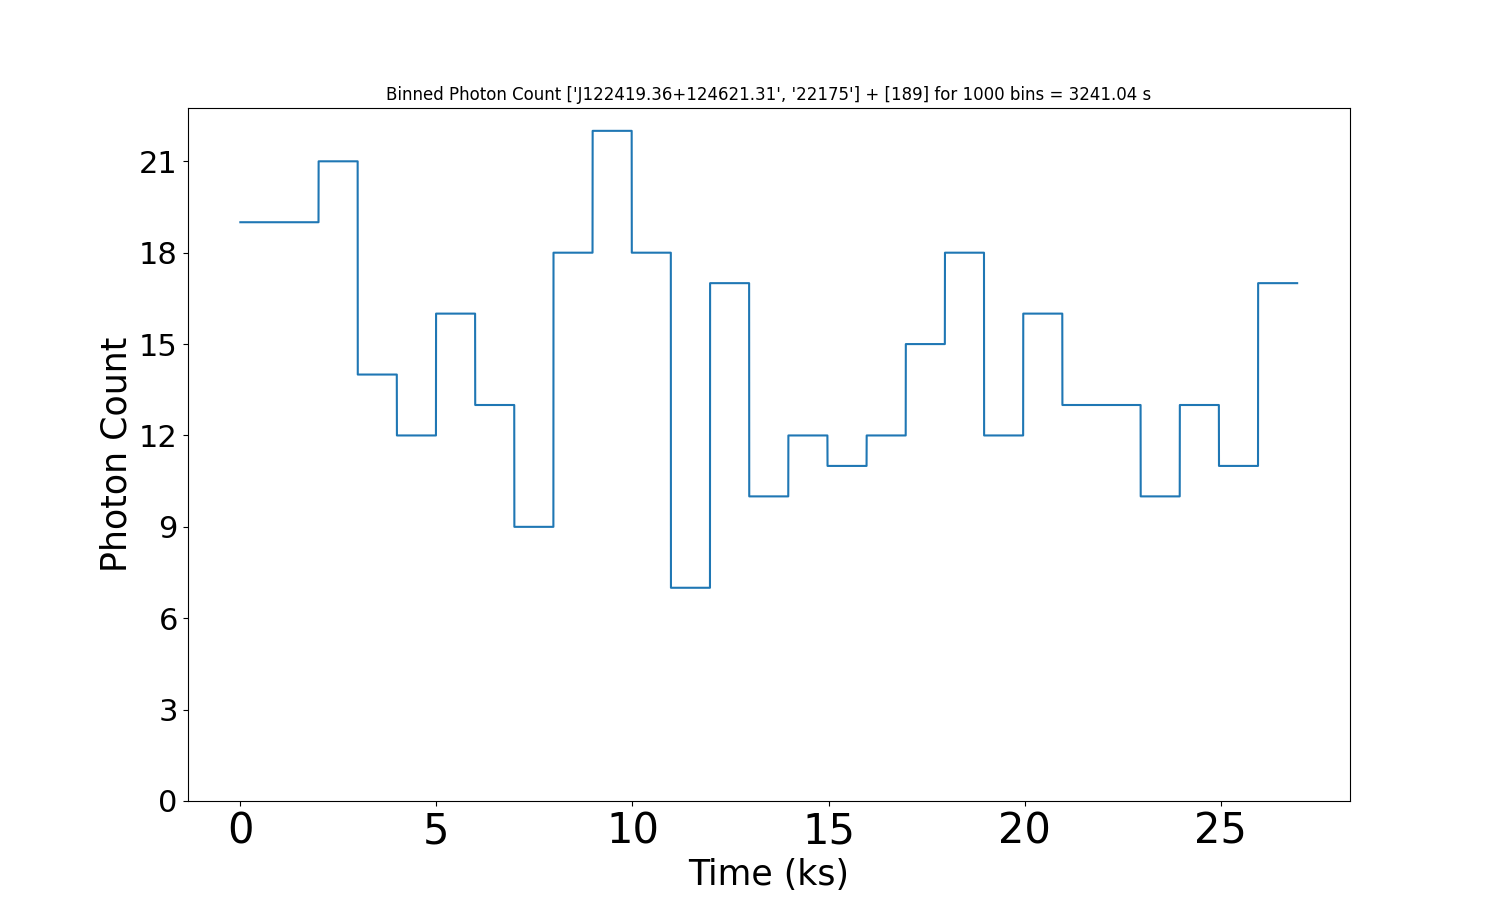 Binned Photon Count ['J122419.36+124621.31', '22175'] + [189] for 1000 bins = 3241.04 s
21
18
15
12
9
6
3
0
Photon Count
0 5 10 15 20 25
Time (ks)